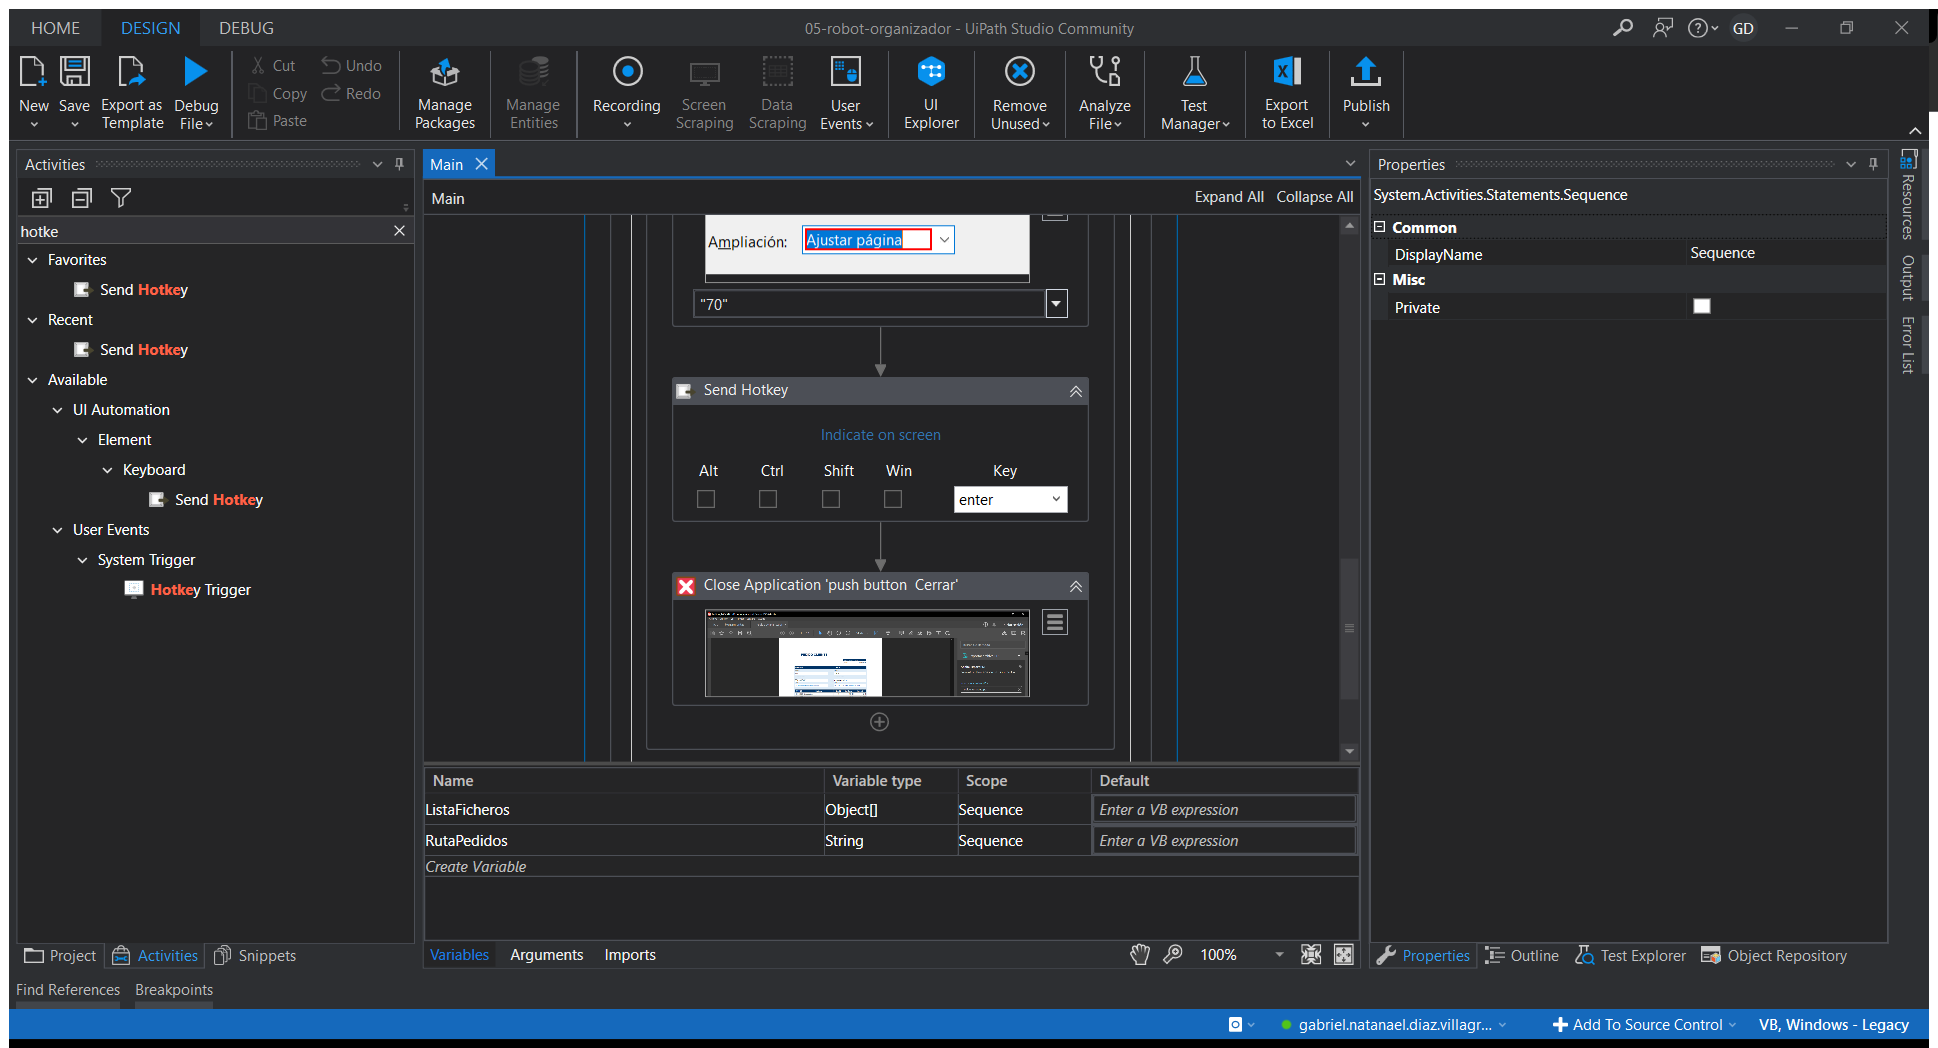 HOME DESIGN DEBUG 05-robot-organizador - UiPath Studio Community GD
New Save Export as Template Debug File Cut Copy Paste Undo Redo Manage Packages Manage Entities Recording Screen Scraping Data Scraping User Events UI Explorer Remove Unused Analyze File Test Manager Export to Excel Publish
Activities
hotke
Favorites
Send Hotkey
Recent
Send Hotkey
Available
UI Automation
Element
Keyboard
Send Hotkey
User Events
System Trigger
Hotkey Trigger
Project Activities Snippets
Main
Main Expand All Collapse All
Ampliación: Ajustar página
"70"
Send Hotkey
Indicate on screen
Alt Ctrl Shift Win Key
enter
Close Application 'push button  Cerrar'
Name Variable type Scope Default
ListaFicheros Object[] Sequence Enter a VB expression
RutaPedidos String Sequence Enter a VB expression
Create Variable
Variables Arguments Imports 100%
Properties
System.Activities.Statements.Sequence
Common
DisplayName Sequence
Misc
Private
Properties Outline Test Explorer Object Repository
Resources
Output
Error List
Find References Breakpoints
gabriel.natanael.diaz.villagr... Add To Source Control VB, Windows - Legacy